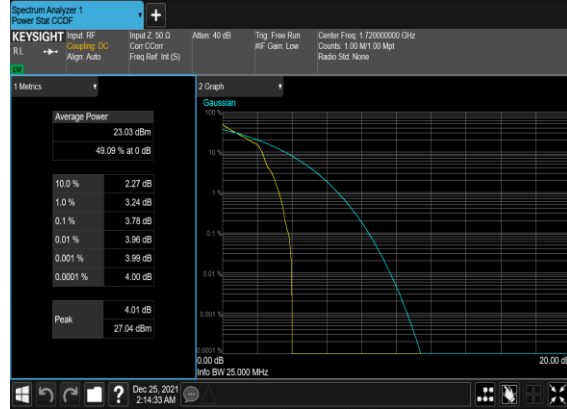 Spectrum Analyzer 1
Power Stat CCDF
KEYSIGHT
RL
Input: RF
Coupling: DC
Align: Auto
Input Z: 50 Ω
Corr CCorr
Freq Ref: Int (S)
Atten: 40 dB
Trig: Free Run
#IF Gain: Low
Center Freq: 1.720000000 GHz
Counts: 1.00 M/1.00 Mpt
Radio Std: None
1 Metrics
Average Power
23.03 dBm
49.09 % at 0 dB
10.0 % 2.27 dB
1.0 % 3.24 dB
0.1 % 3.78 dB
0.01 % 3.96 dB
0.001 % 3.99 dB
0.0001 % 4.00 dB
Peak
4.01 dB
27.04 dBm
2 Graph
Gaussian
100 %
10 %
1 %
0.1 %
0.01 %
0.001 %
0.0001 %
0.00 dB
20.00 dB
Info BW 25.000 MHz
?
Dec 25, 2021
2:14:33 AM